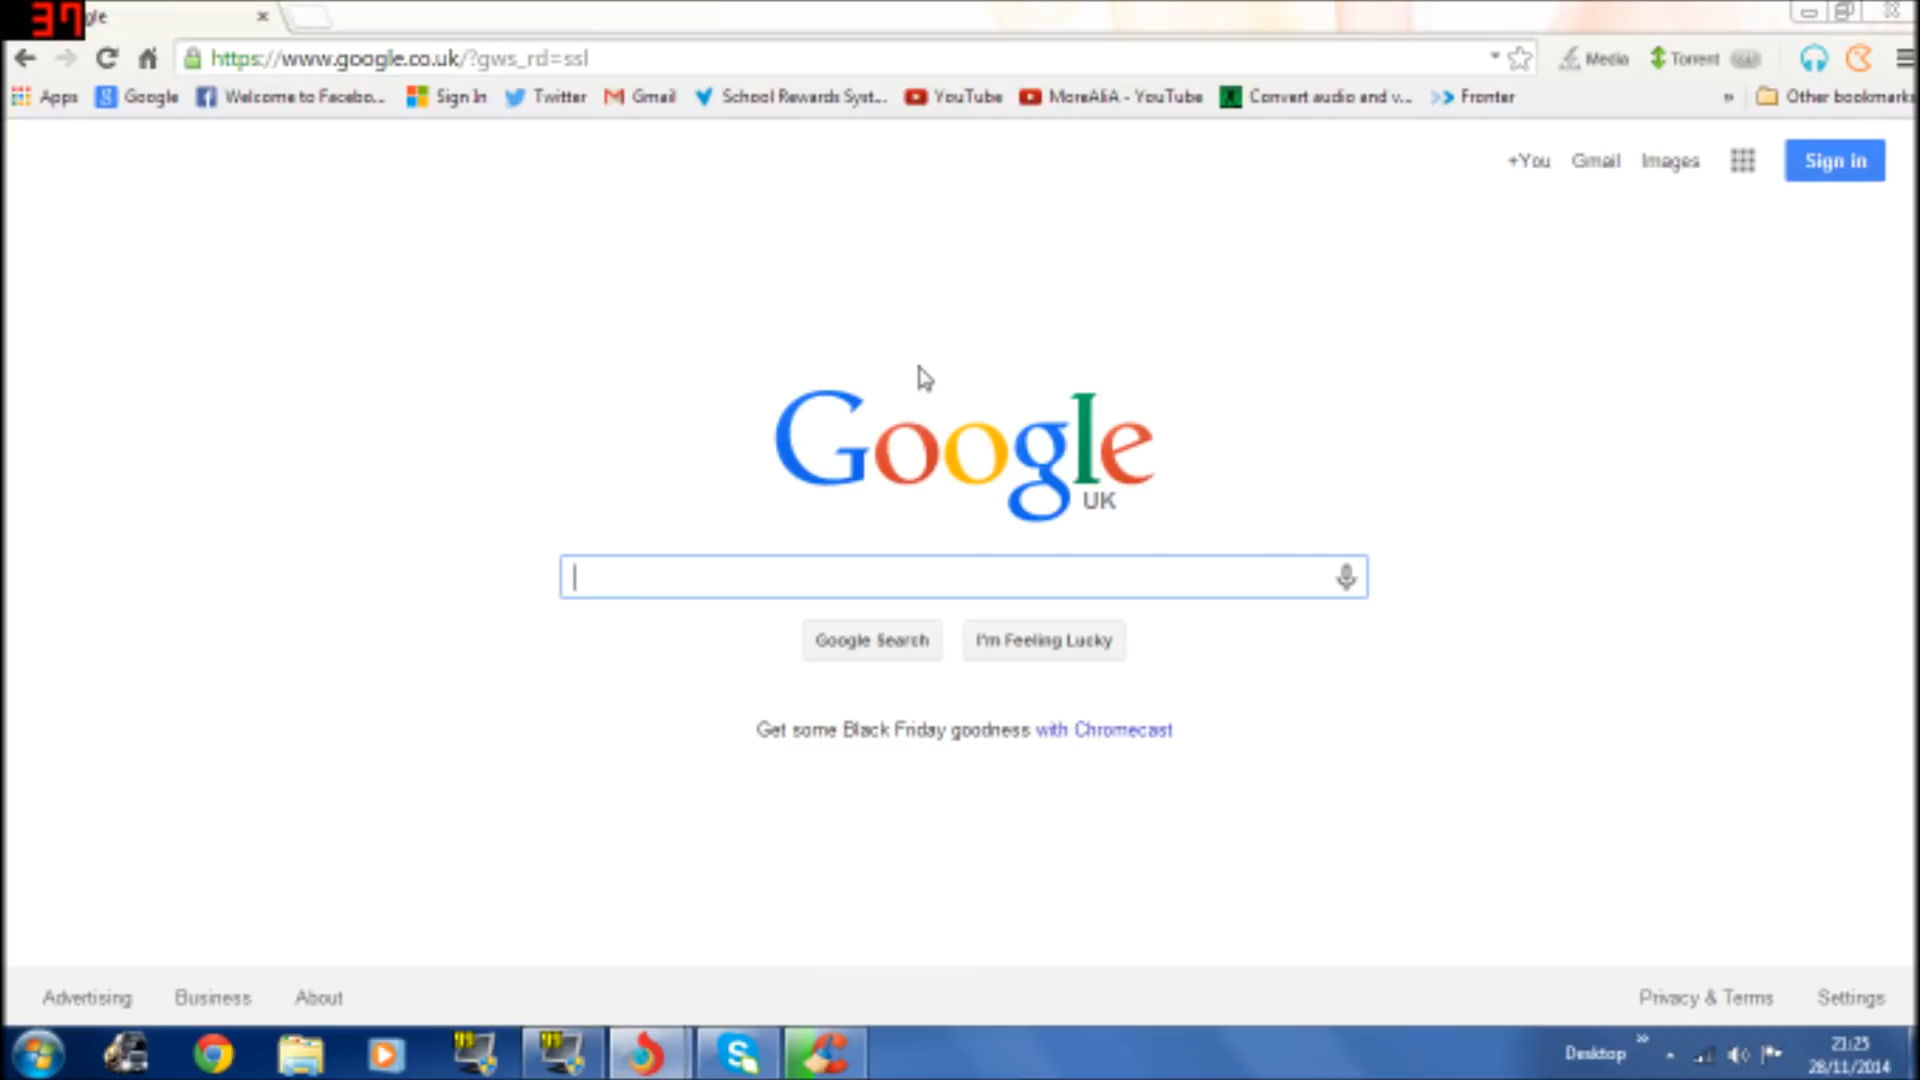 37
gle
https://www.google.co.uk/?gws_rd=ssl
Media
Torrent
Apps
Google
Welcome to Facebo...
Sign In
Twitter
Gmail
School Rewards Syst...
YouTube
MoreAliA - YouTube
Convert audio and v...
Fronter
»
Other bookmarks
+You
Gmail
Images
Sign in
Google
UK
Google Search
I'm Feeling Lucky
Get some Black Friday goodness with Chromecast
Advertising
Business
About
Privacy & Terms
Settings
Desktop
»
21:25
28/11/2014